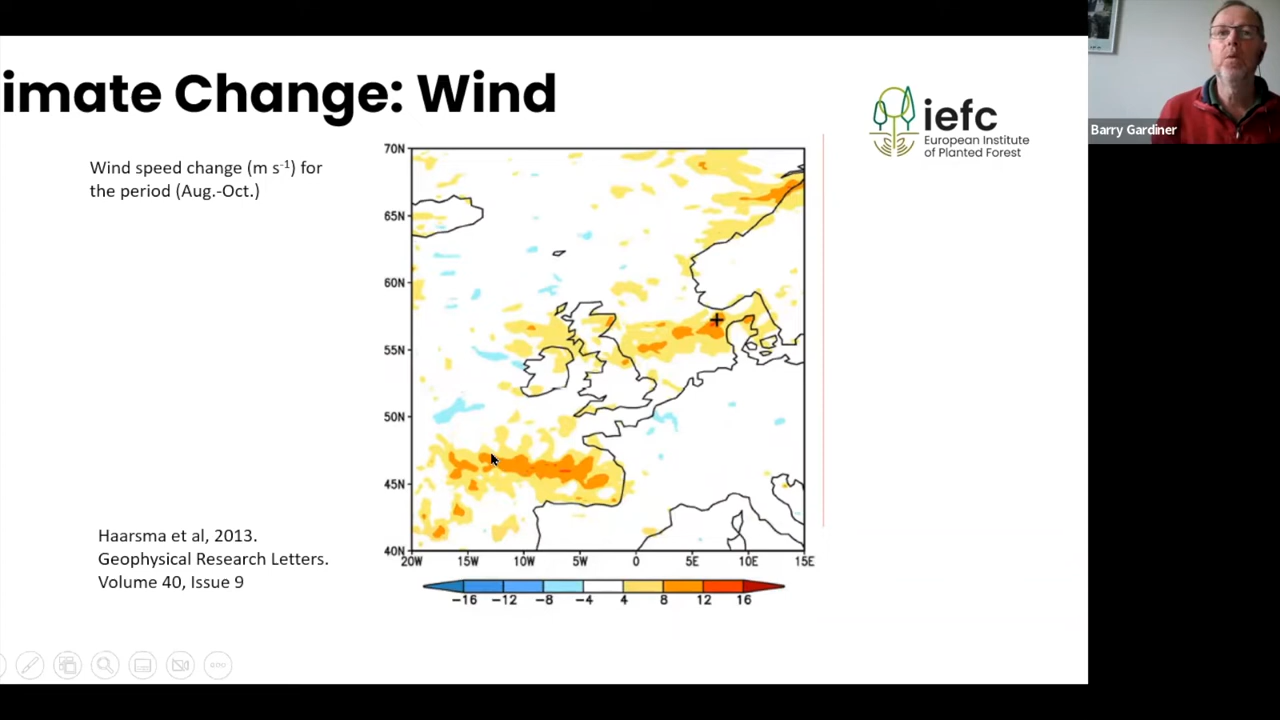 imate Change: Wind
iefc
European Institute
of Planted Forest
Barry Gardiner
Wind speed change (m s-1) for
the period (Aug.-Oct.)
70N
65N
60N
55N
50N
45N
40N
20W 15W 10W 5W 0 5E 10E 15E
-16 -12 -8 -4 4 8 12 16
Haarsma et al, 2013.
Geophysical Research Letters.
Volume 40, Issue 9